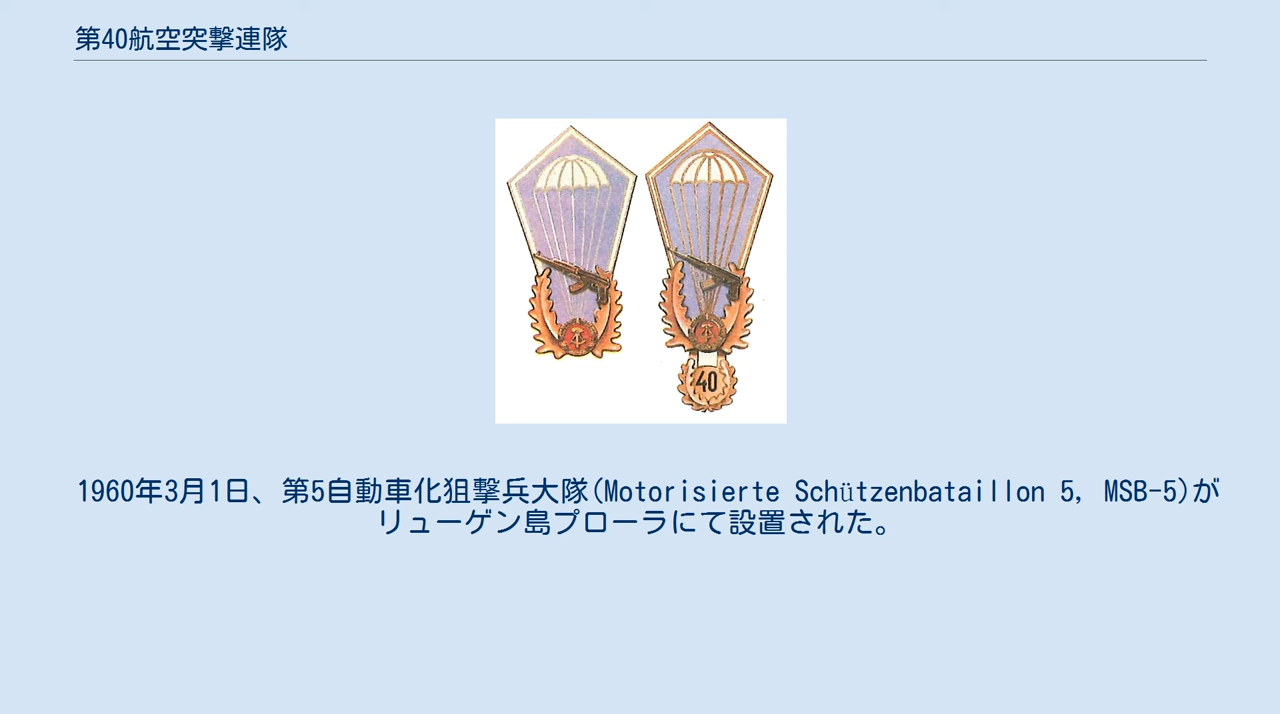 第40航空突撃連隊
40
1960年3月1日、第5自動車化狙撃兵大隊(Motorisierte Schützenbataillon 5, MSB-5)が
リューゲン島プローラにて設置された。